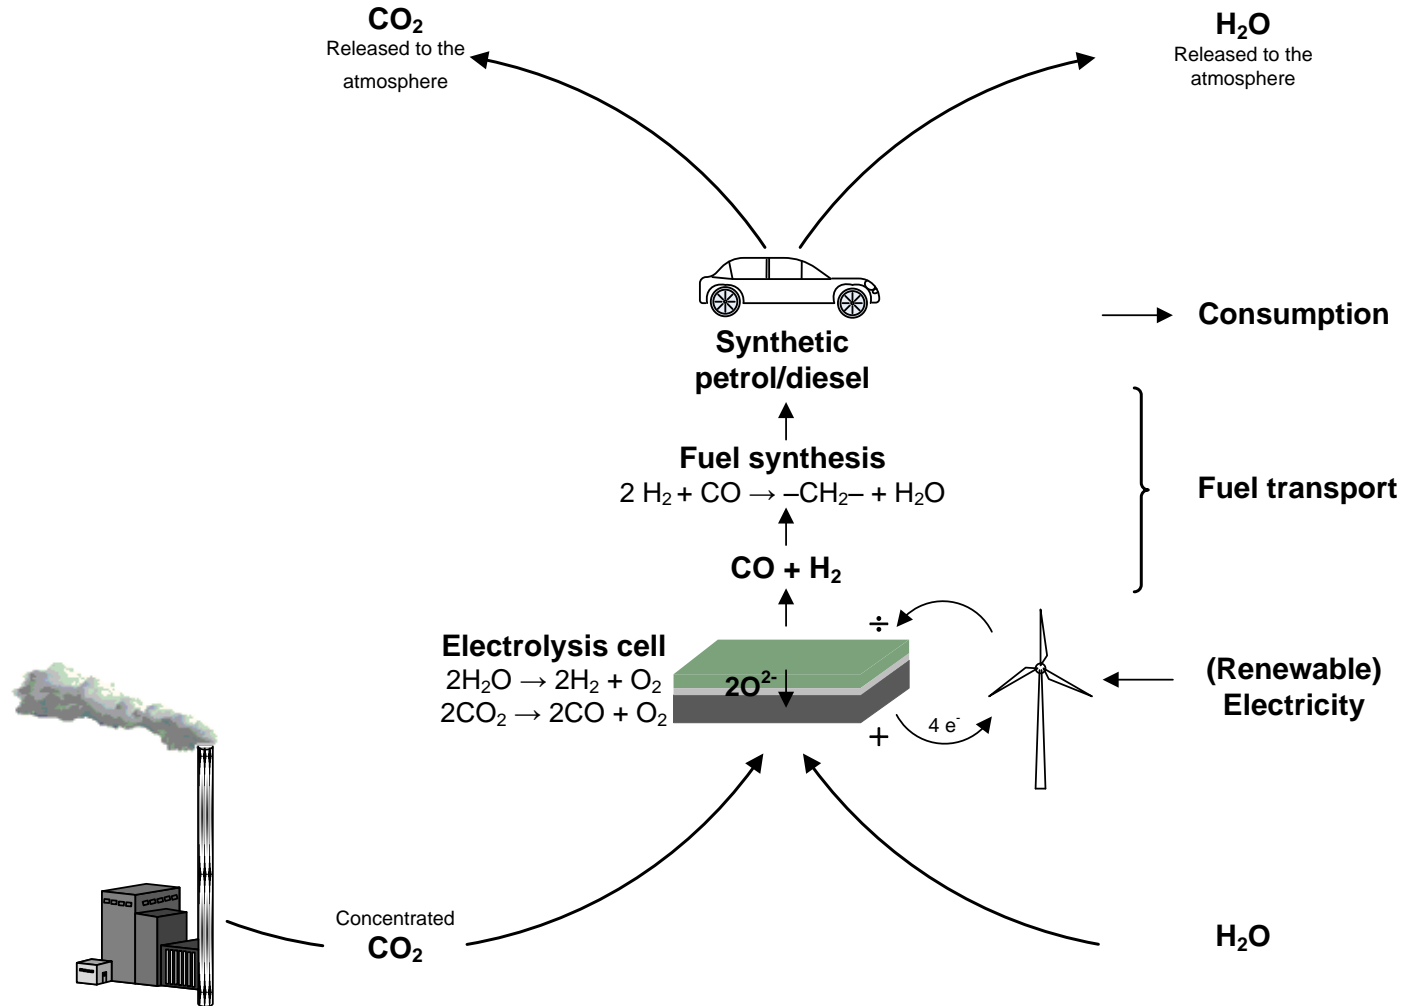 CO₂
Released to the
atmosphere
H₂O
Released to the
atmosphere
Synthetic
petrol/diesel
Consumption
Fuel synthesis
2 H₂ + CO → –CH₂– + H₂O
Fuel transport
CO + H₂
Electrolysis cell
2H₂O → 2H₂ + O₂
2CO₂ → 2CO + O₂
÷
2O²⁻
+
4 e⁻
(Renewable)
Electricity
Concentrated
CO₂
H₂O